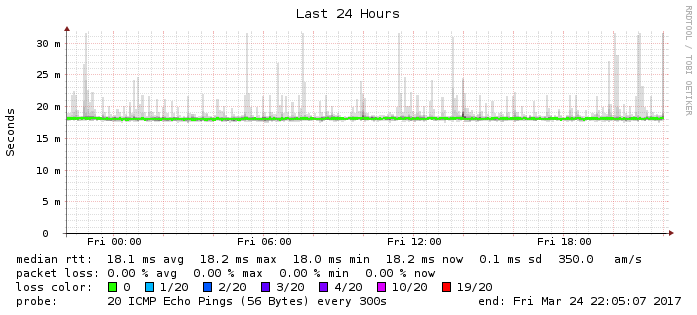 Last 24 Hours
RRDTOOL / TOBI OETIKER
Seconds
30 m
25 m
20 m
15 m
10 m
5 m
0
Fri 00:00 Fri 06:00 Fri 12:00 Fri 18:00
median rtt: 18.1 ms avg 18.2 ms max 18.0 ms min 18.2 ms now 0.1 ms sd 350.0 am/s
packet loss: 0.00 % avg 0.00 % max 0.00 % min 0.00 % now
loss color: 0 1/20 2/20 3/20 4/20 10/20 19/20
probe: 20 ICMP Echo Pings (56 Bytes) every 300s end: Fri Mar 24 22:05:07 2017